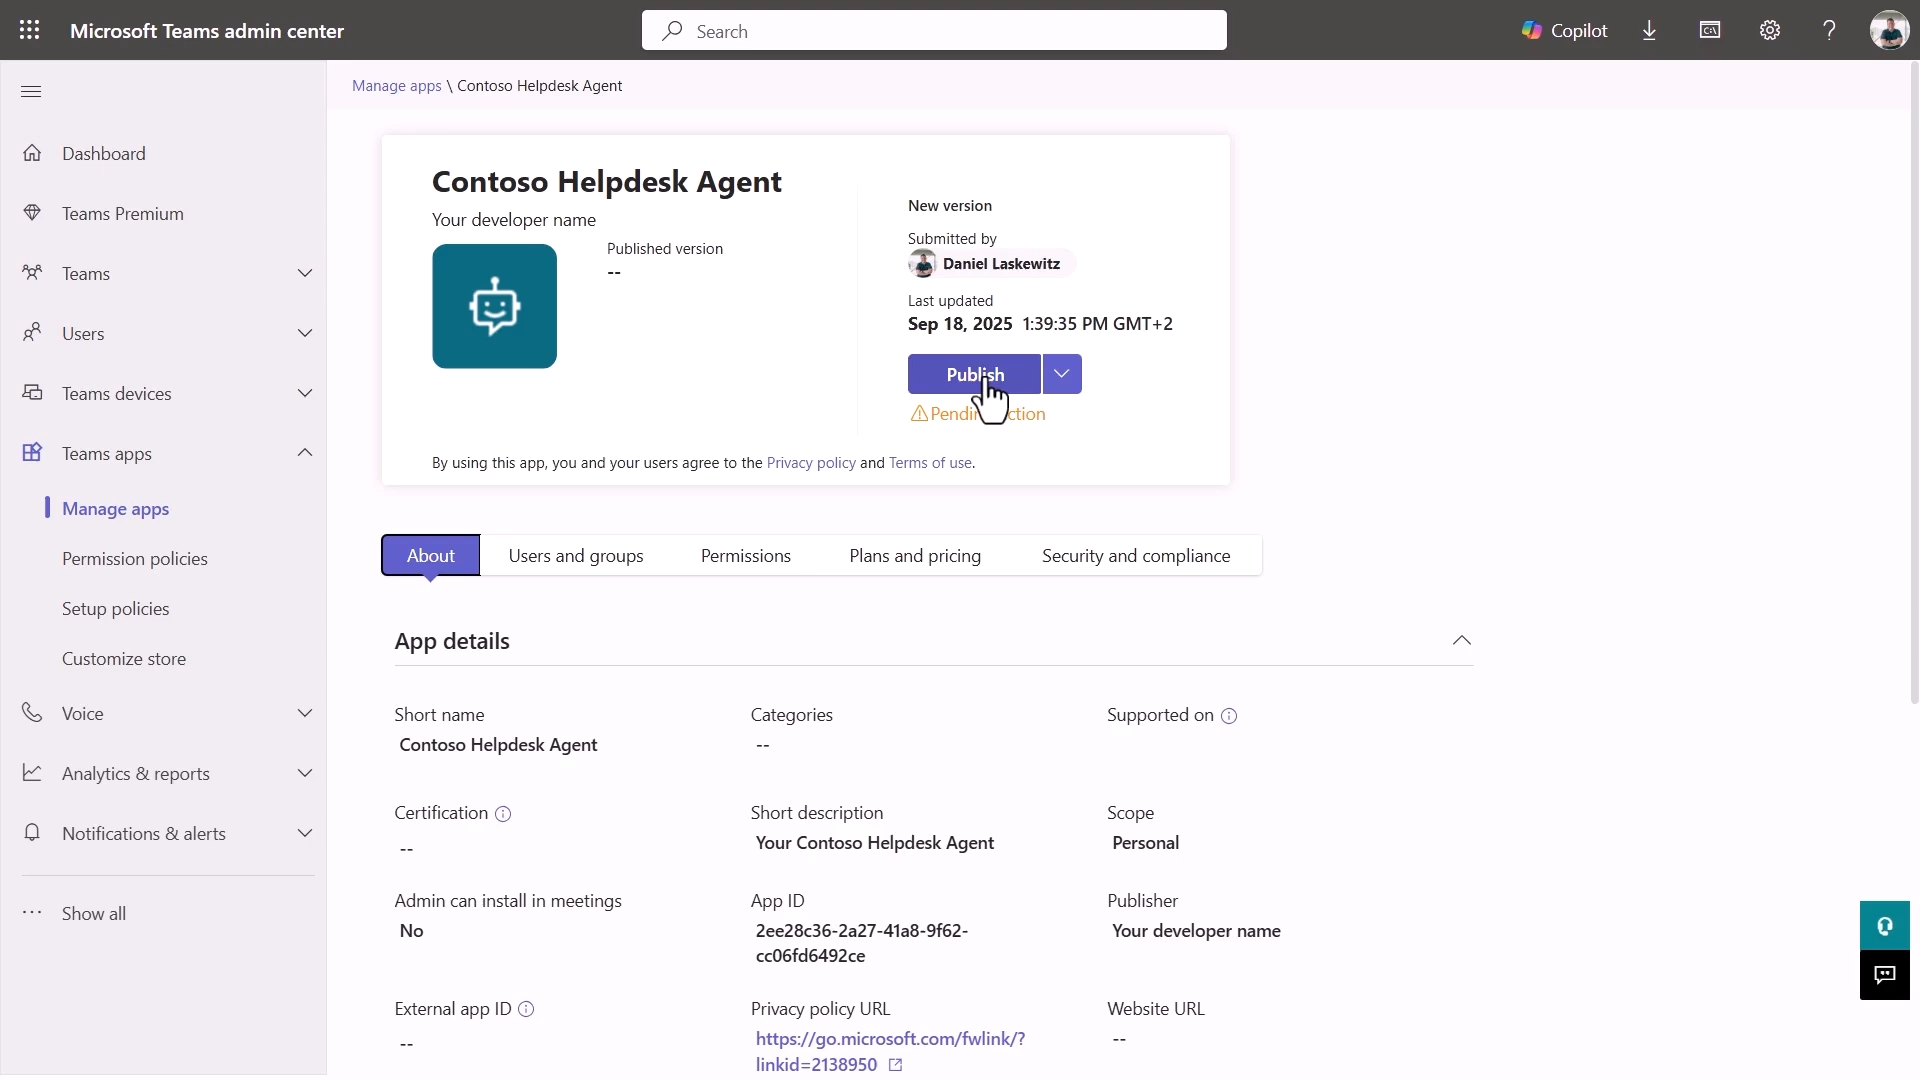 Microsoft Teams admin center
Search
Copilot
Dashboard
Teams Premium
Teams
Users
Teams devices
Teams apps
Manage apps
Permission policies
Setup policies
Customize store
Voice
Analytics & reports
Notifications & alerts
Show all
Manage apps \ Contoso Helpdesk Agent
Contoso Helpdesk Agent
Your developer name
Published version
--
New version
Submitted by
Daniel Laskewitz
Last updated
Sep 18, 2025 1:39:35 PM GMT+2
Publish
By using this app, you and your users agree to the Privacy policy and Terms of use.
About Users and groups Permissions Plans and pricing Security and compliance
App details
Short name
Contoso Helpdesk Agent
Categories
--
Supported on
Certification
--
Short description
Your Contoso Helpdesk Agent
Scope
Personal
Admin can install in meetings
No
App ID
2ee28c36-2a27-41a8-9f62-
cc06fd6492ce
Publisher
Your developer name
External app ID
--
Privacy policy URL
https://go.microsoft.com/fwlink/?
linkid=2138950
Website URL
--